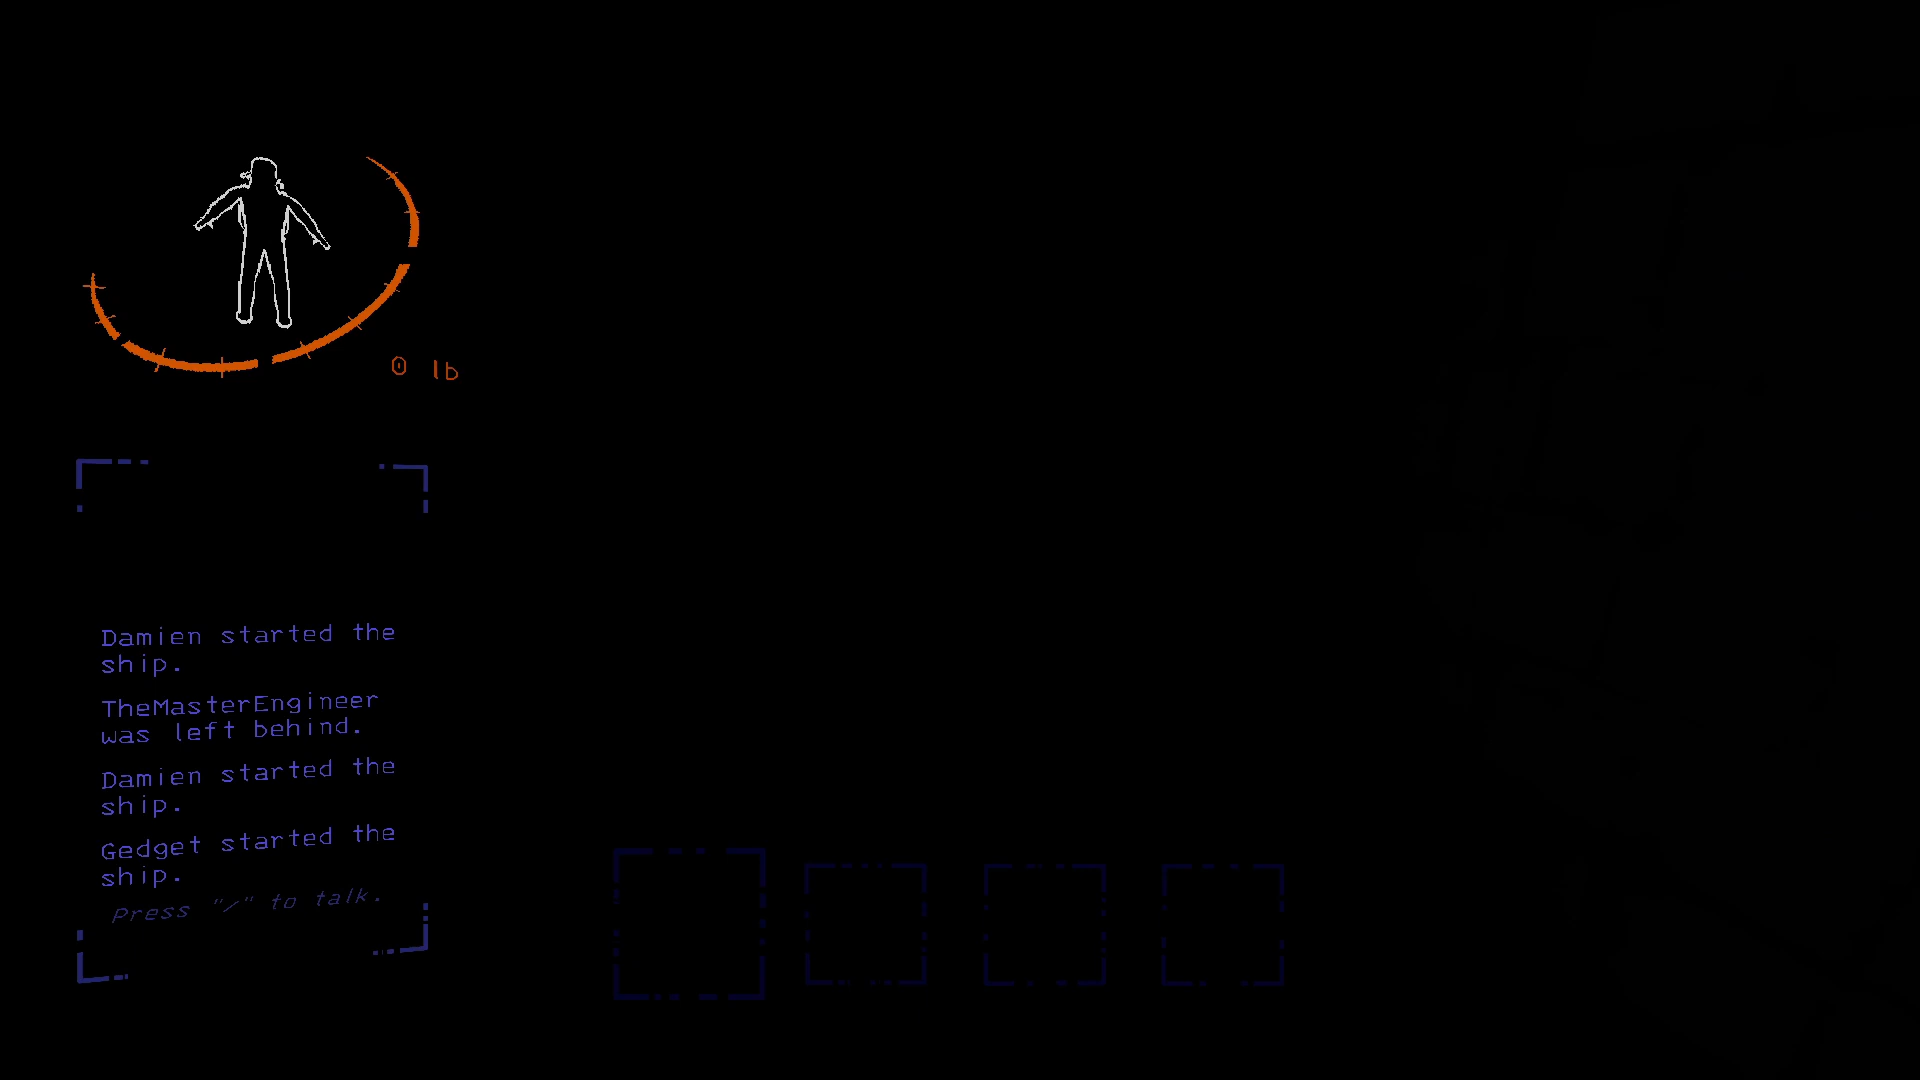 0 lb
Damien started the
ship.
TheMasterEngineer
was left behind.
Damien started the
ship.
Gedget started the
ship.
Press "/" to talk.